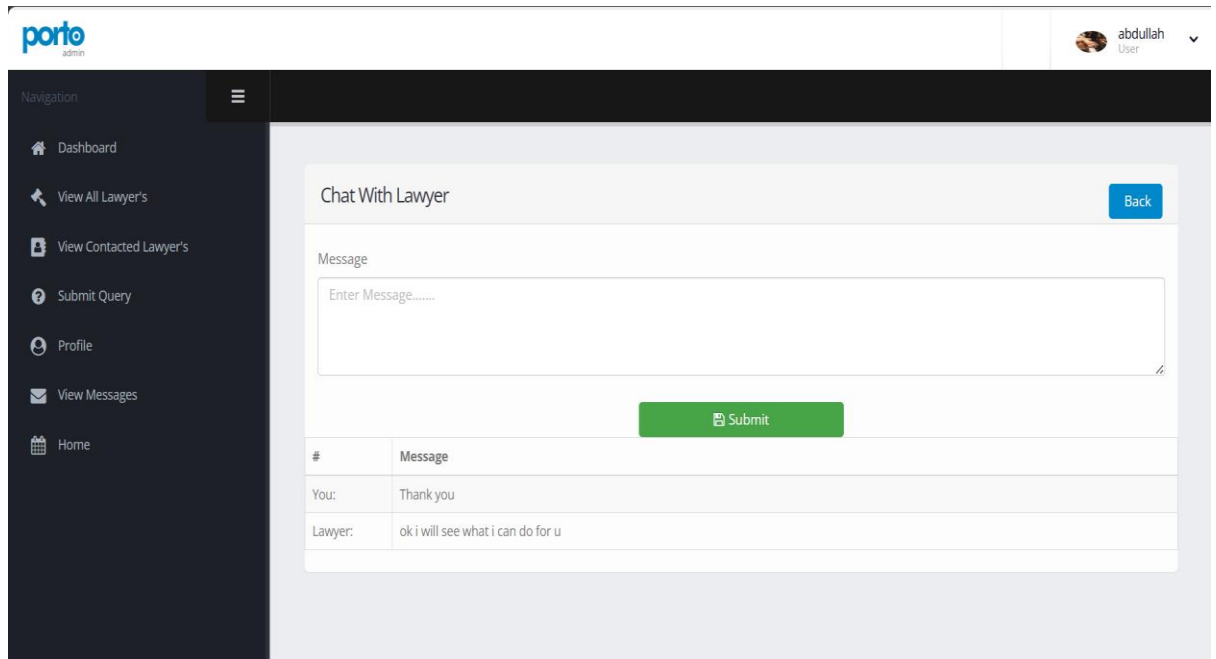 porto
admin
abdullah
User
Navigation
Dashboard
View All Lawyer's
View Contacted Lawyer's
Submit Query
Profile
View Messages
Home
Chat With Lawyer
Back
Message
Enter Message.......
Submit
# Message
You: Thank you
Lawyer: ok i will see what i can do for u